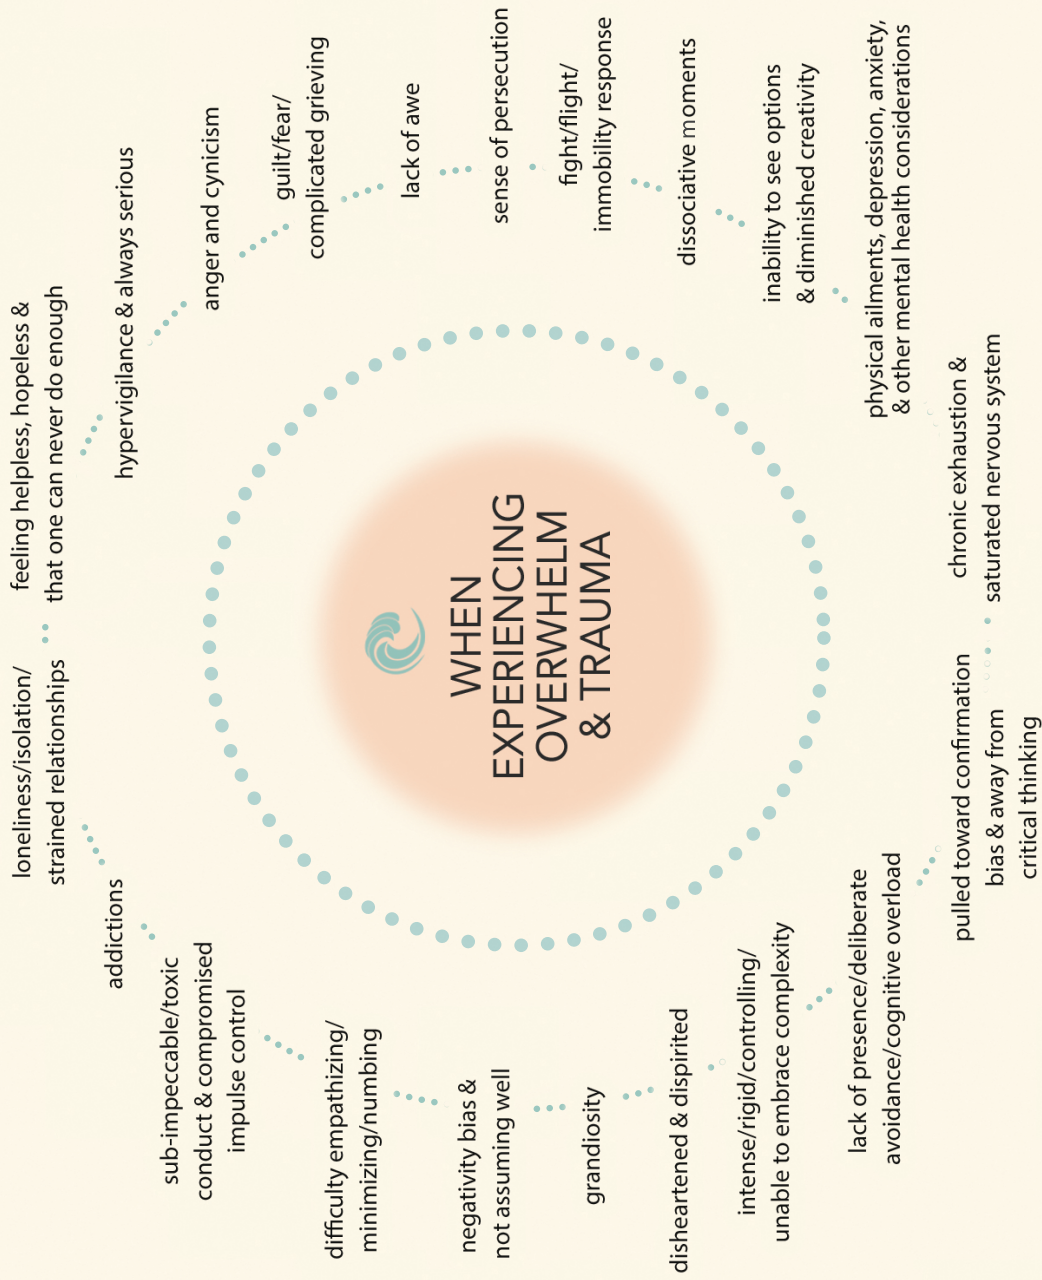 WHEN
EXPERIENCING
OVERWHELM
& TRAUMA
feeling helpless, hopeless &
that one can never do enough
hypervigilance & always serious
anger and cynicism
guilt/fear/
complicated grieving
lack of awe
sense of persecution
fight/flight/
immobility response
dissociative moments
inability to see options
& diminished creativity
physical ailments, depression, anxiety,
& other mental health considerations
chronic exhaustion &
saturated nervous system
pulled toward confirmation
bias & away from
critical thinking
lack of presence/deliberate
avoidance/cognitive overload
intense/rigid/controlling/
unable to embrace complexity
disheartened & dispirited
grandiosity
negativity bias &
not assuming well
difficulty empathizing/
minimizing/numbing
sub-impeccable/toxic
conduct & compromised
impulse control
addictions
loneliness/isolation/
strained relationships